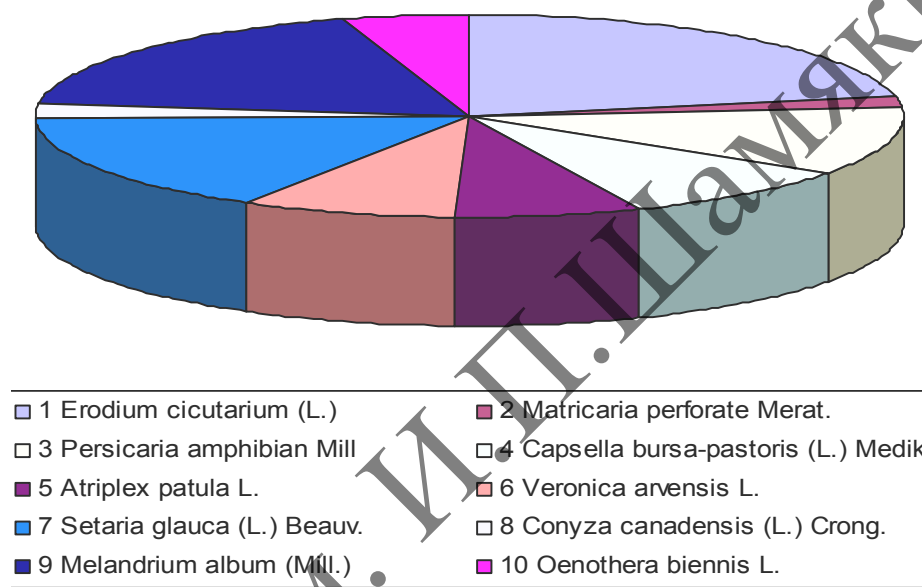 1 Erodium cicutarium (L.)
2 Matricaria perforate Merat.
3 Persicaria amphibian Mill
4 Capsella bursa-pastoris (L.) Medik
5 Atriplex patula L.
6 Veronica arvensis L.
7 Setaria glauca (L.) Beauv.
8 Conyza canadensis (L.) Crong.
9 Melandrium album (Mill.)
10 Oenothera biennis L.
И.П.Шамяк